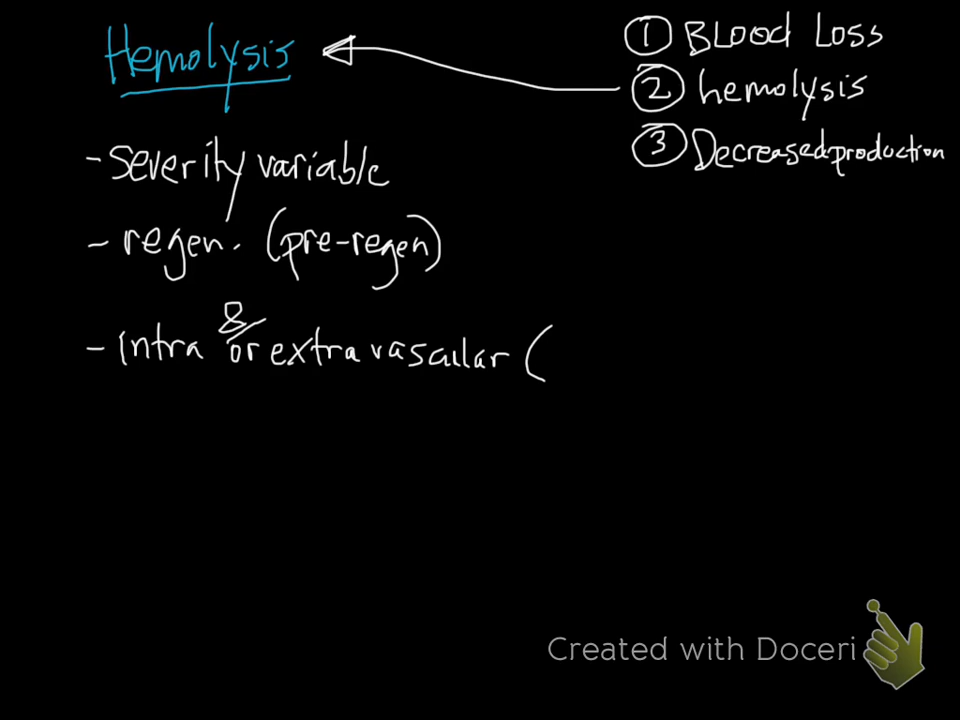 Hemolysis
① Blood Loss
② hemolysis
③ Decreased production
- severity variable
- regen. (pre-regen)
- intra &/or extravascular (
Created with Doceri